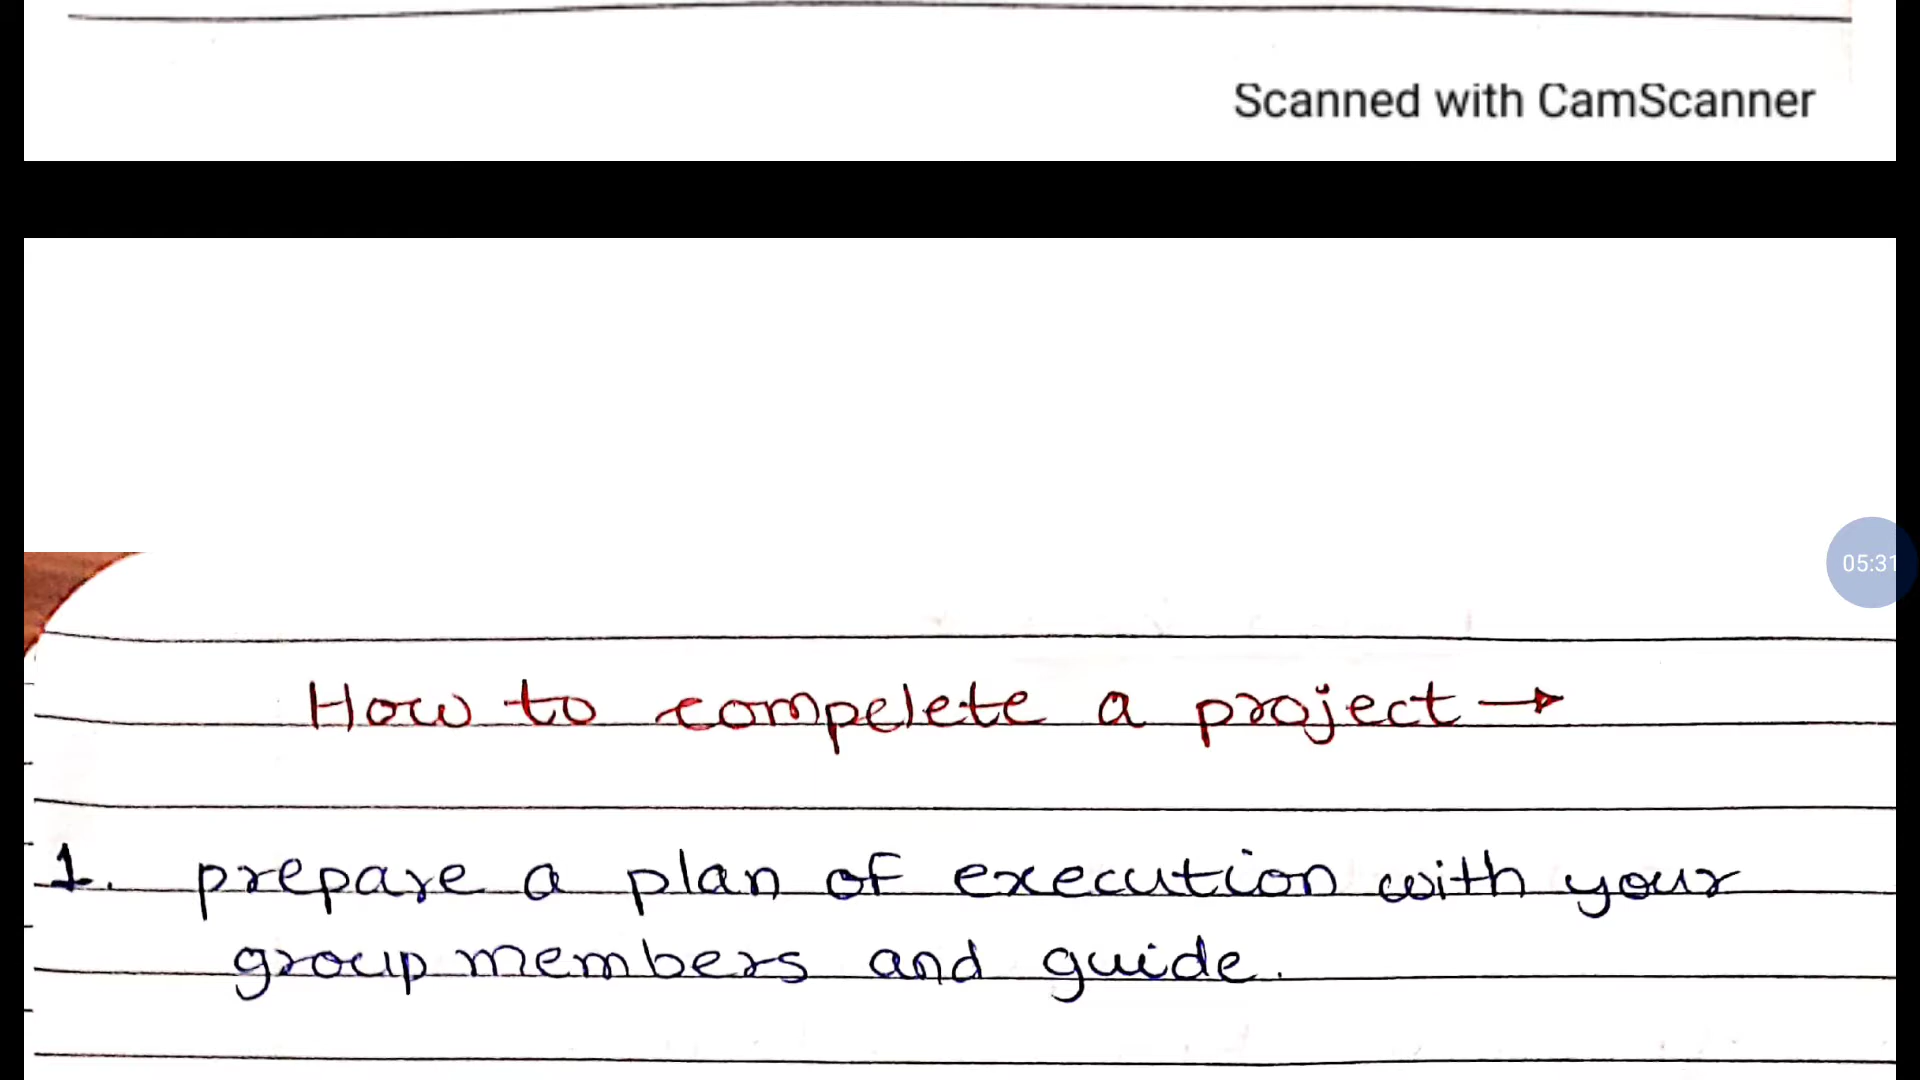 Scanned with CamScanner
05:31
How to compelete a project →
1. prepare a plan of execution with your
group members and guide.